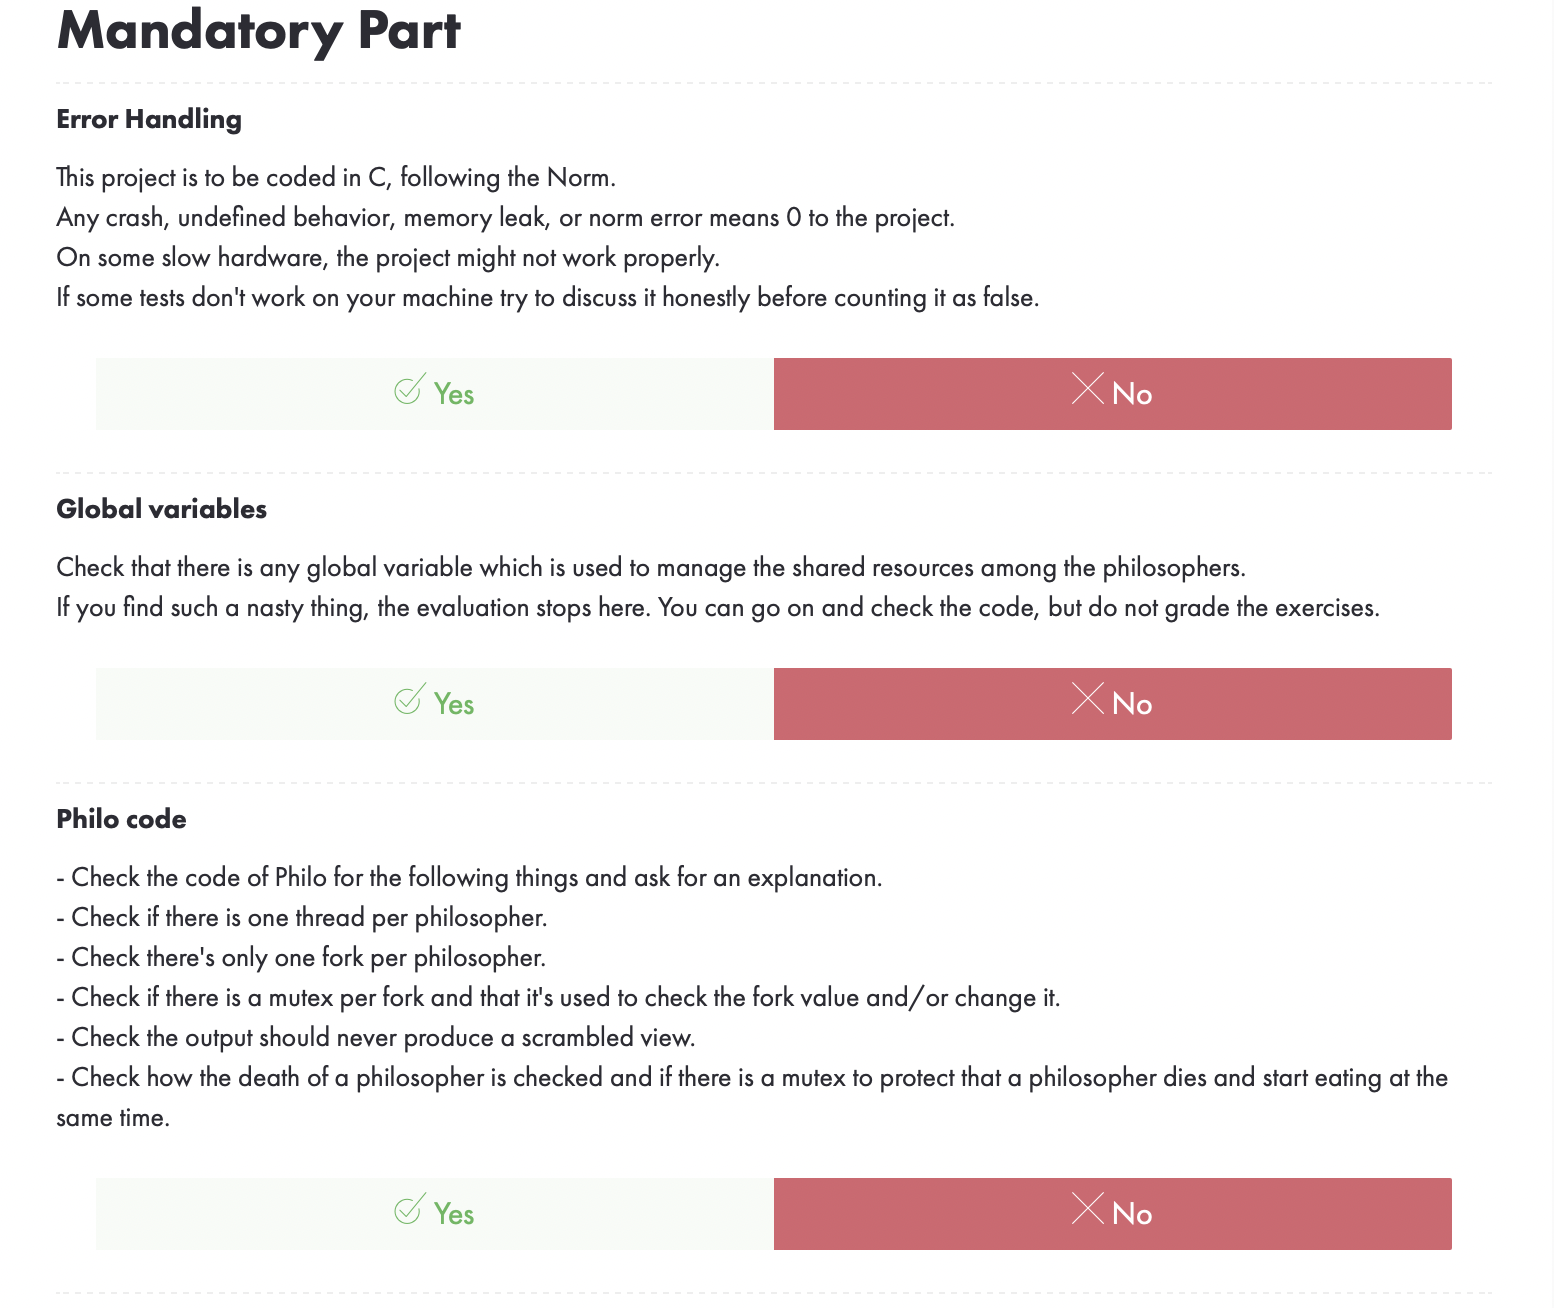 Mandatory Part
Error Handling
This project is to be coded in C, following the Norm.
Any crash, undefined behavior, memory leak, or norm error means 0 to the project.
On some slow hardware, the project might not work properly.
If some tests don't work on your machine try to discuss it honestly before counting it as false.
Yes
No
Global variables
Check that there is any global variable which is used to manage the shared resources among the philosophers.
If you find such a nasty thing, the evaluation stops here. You can go on and check the code, but do not grade the exercises.
Yes
No
Philo code
- Check the code of Philo for the following things and ask for an explanation.
- Check if there is one thread per philosopher.
- Check there's only one fork per philosopher.
- Check if there is a mutex per fork and that it's used to check the fork value and/or change it.
- Check the output should never produce a scrambled view.
- Check how the death of a philosopher is checked and if there is a mutex to protect that a philosopher dies and start eating at the
same time.
Yes
No